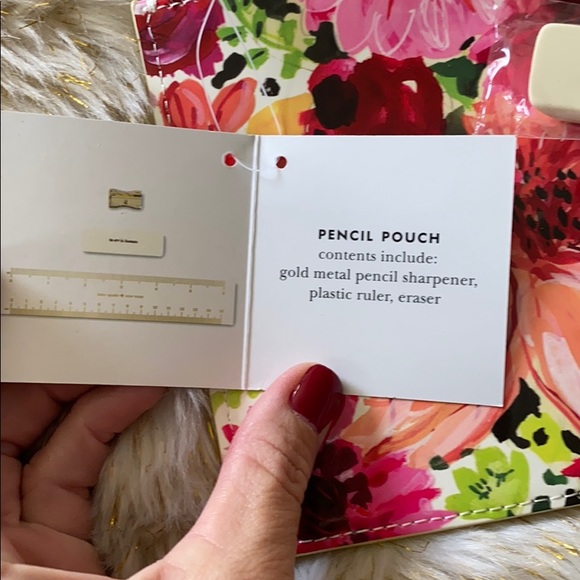 PENCIL POUCH
contents include:
gold metal pencil sharpener,
plastic ruler, eraser